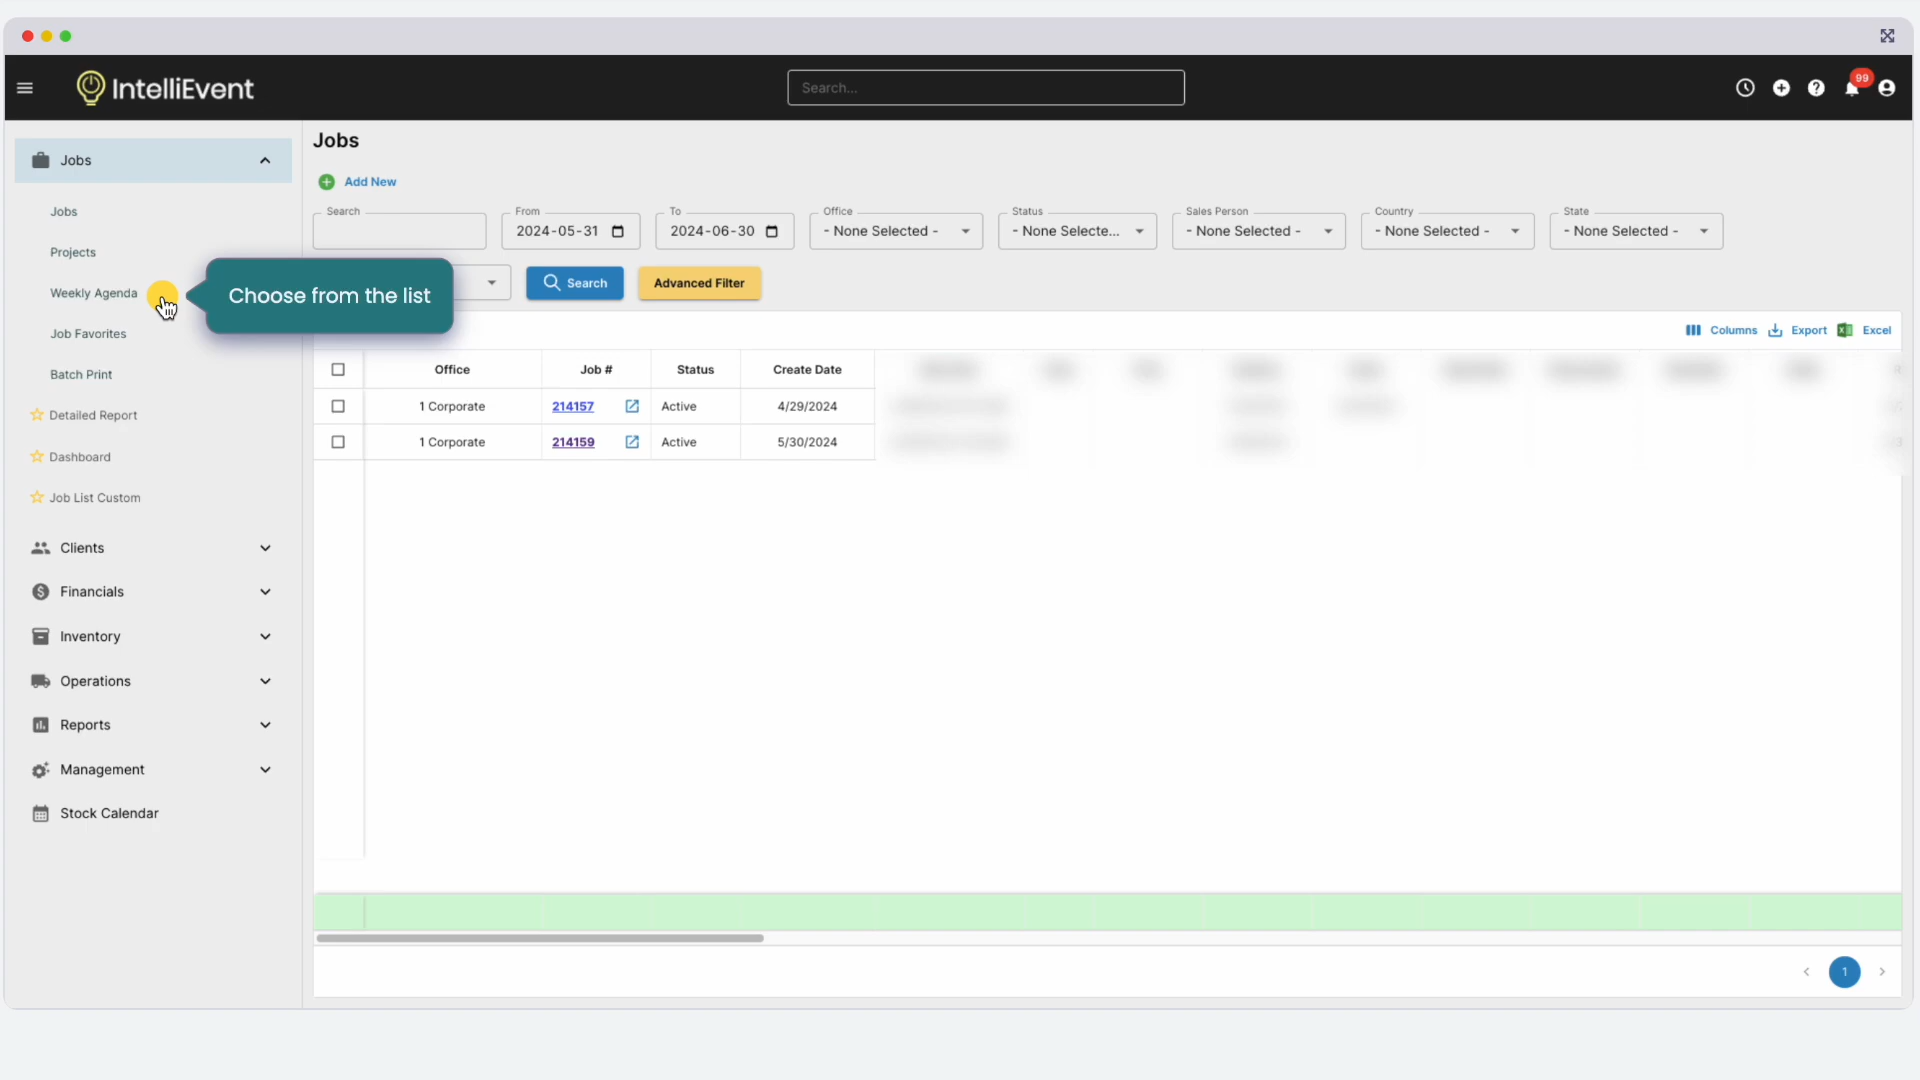 IntelliEvent
Search...
99
Jobs
Jobs
Projects
Weekly Agenda
Job Favorites
Batch Print
Detailed Report
Dashboard
Job List Custom
Clients
Financials
Inventory
Operations
Reports
Management
Stock Calendar
Choose from the list
Jobs
Add New
Search
From
2024-05-31
To
2024-06-30
Office
- None Selected -
Status
- None Selecte...
Sales Person
- None Selected -
Country
- None Selected -
State
- None Selected -
Search
Advanced Filter
Columns Export Excel
Office Job # Status Create Date
1 Corporate 214157 Active 4/29/2024
1 Corporate 214159 Active 5/30/2024
1